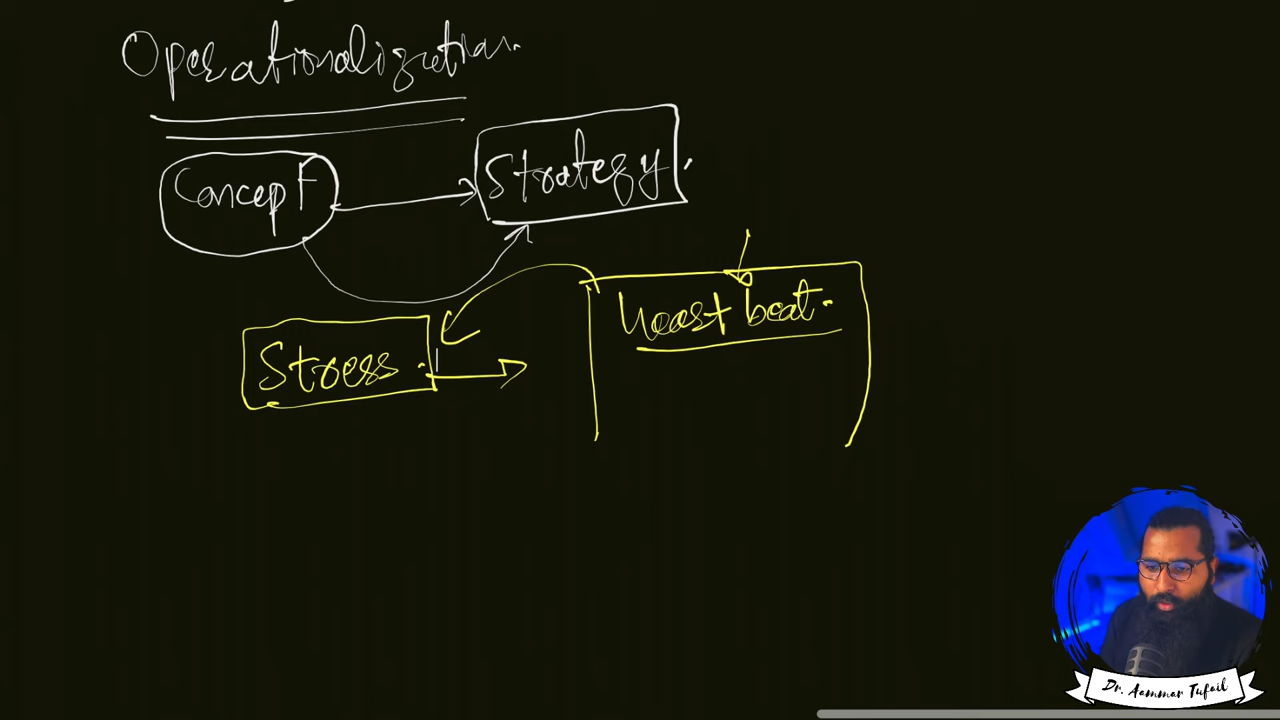 Operationalization.
Concept
Strategy.
Heart beat.
Stress.
Dr. Aammar Tufail